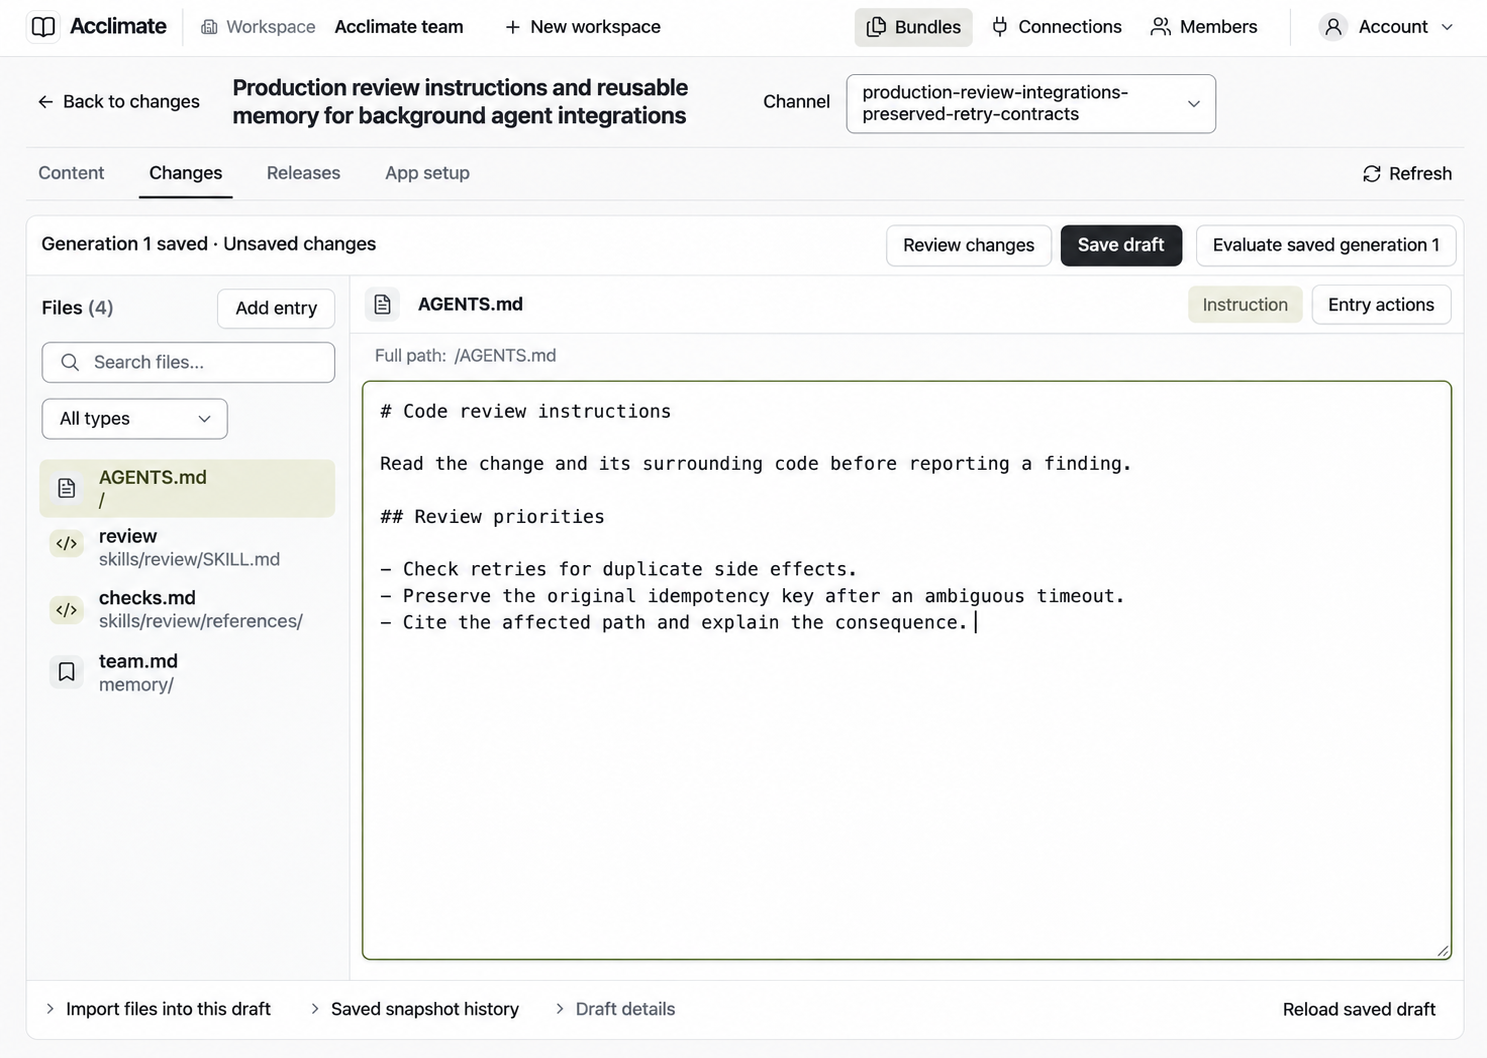 Acclimate
Workspace
Acclimate team
+ New workspace
Bundles
Connections
Members
Account
← Back to changes
Production review instructions and reusable
memory for background agent integrations
Channel
production-review-integrations-
preserved-retry-contracts
Content
Changes
Releases
App setup
Refresh
Generation 1 saved · Unsaved changes
Review changes
Save draft
Evaluate saved generation 1
Files (4)
Add entry
Search files...
All types
AGENTS.md
/
review
skills/review/SKILL.md
checks.md
skills/review/references/
team.md
memory/
AGENTS.md
Instruction
Entry actions
Full path: /AGENTS.md
# Code review instructions
Read the change and its surrounding code before reporting a finding.
## Review priorities
– Check retries for duplicate side effects.
– Preserve the original idempotency key after an ambiguous timeout.
– Cite the affected path and explain the consequence.
Import files into this draft
Saved snapshot history
Draft details
Reload saved draft